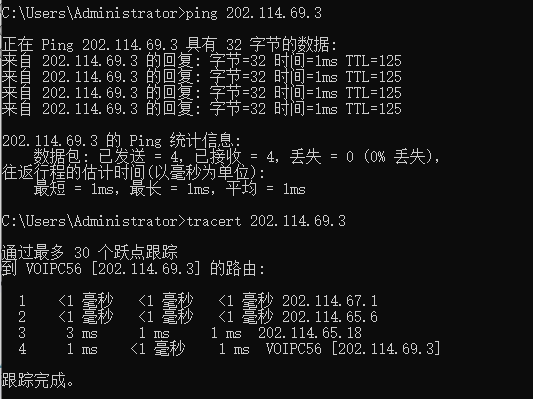 C:\Users\Administrator>ping 202.114.69.3
正在 Ping 202.114.69.3 具有 32 字节的数据:
来自 202.114.69.3 的回复: 字节=32 时间=1ms TTL=125
来自 202.114.69.3 的回复: 字节=32 时间=1ms TTL=125
来自 202.114.69.3 的回复: 字节=32 时间=1ms TTL=125
来自 202.114.69.3 的回复: 字节=32 时间=1ms TTL=125
202.114.69.3 的 Ping 统计信息:
数据包: 已发送 = 4, 已接收 = 4, 丢失 = 0 (0% 丢失),
往返行程的估计时间(以毫秒为单位):
最短 = 1ms, 最长 = 1ms, 平均 = 1ms
C:\Users\Administrator>tracert 202.114.69.3
通过最多 30 个跃点跟踪
到 VOIPC56 [202.114.69.3] 的路由:
1 <1 毫秒 <1 毫秒 <1 毫秒 202.114.67.1
2 <1 毫秒 <1 毫秒 <1 毫秒 202.114.65.6
3 3 ms 1 ms 1 ms 202.114.65.18
4 1 ms <1 毫秒 1 ms VOIPC56 [202.114.69.3]
跟踪完成。